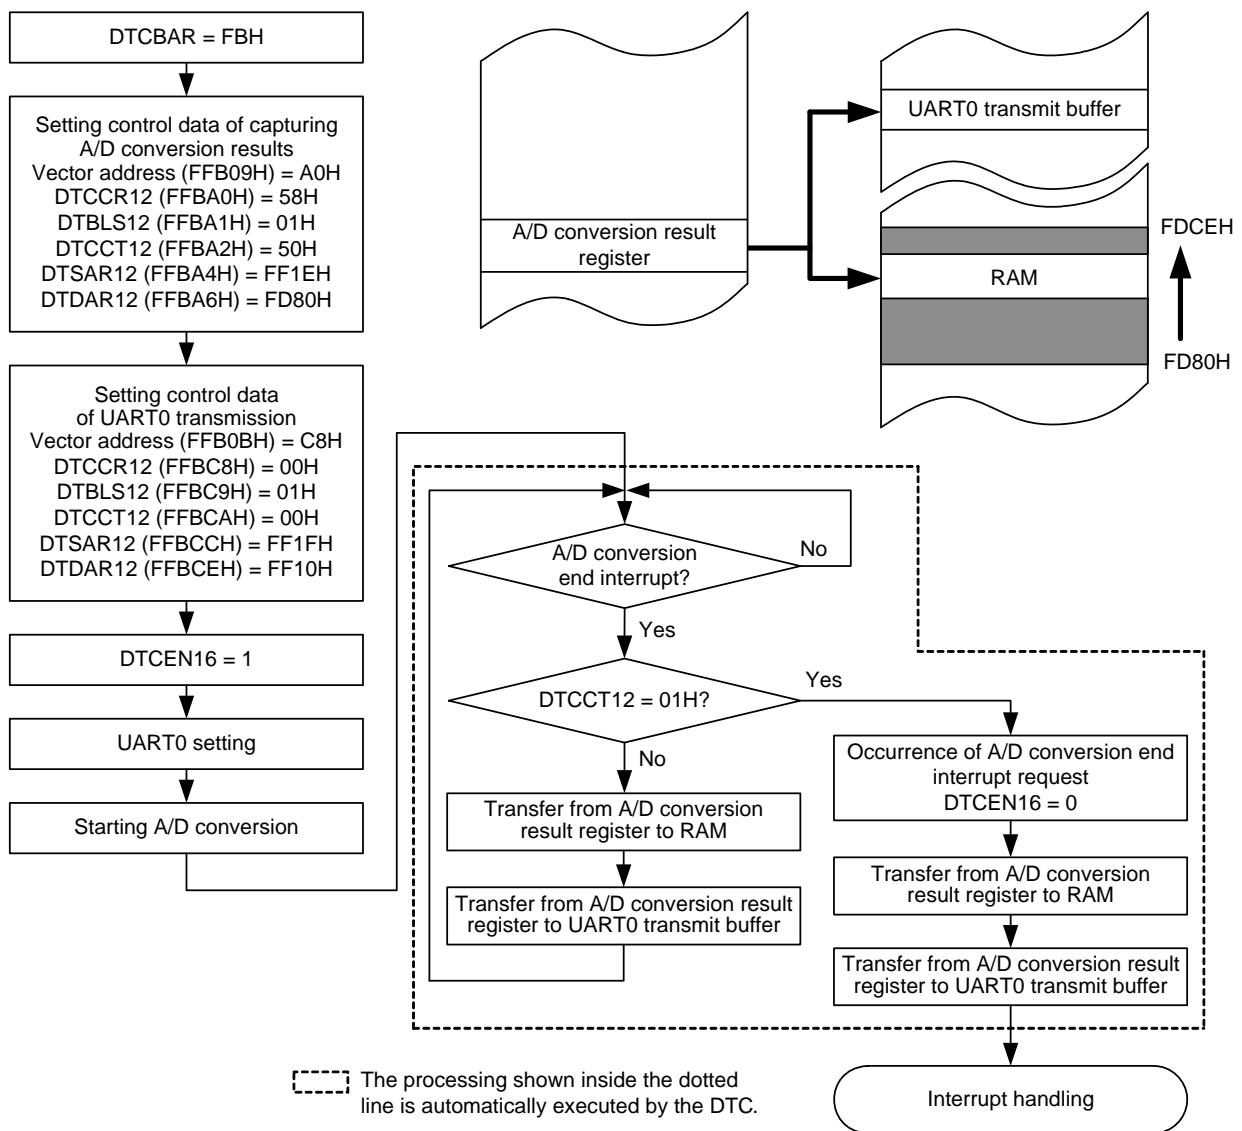 DTCBAR = FBH
Setting control data of capturing
A/D conversion results
Vector address (FFB09H) = A0H
DTCCR12 (FFBA0H) = 58H
DTBLS12 (FFBA1H) = 01H
DTCCT12 (FFBA2H) = 50H
DTSAR12 (FFBA4H) = FF1EH
DTDAR12 (FFBA6H) = FD80H
Setting control data
of UART0 transmission
Vector address (FFB0BH) = C8H
DTCCR12 (FFBC8H) = 00H
DTBLS12 (FFBC9H) = 01H
DTCCT12 (FFBCAH) = 00H
DTSAR12 (FFBCCH) = FF1FH
DTDAR12 (FFBCEH) = FF10H
DTCEN16 = 1
UART0 setting
Starting A/D conversion
A/D conversion result
register
UART0 transmit buffer
RAM
FDCEH
FD80H
A/D conversion
end interrupt?
No
Yes
DTCCT12 = 01H?
Yes
No
Transfer from A/D conversion
result register to RAM
Transfer from A/D conversion result
register to UART0 transmit buffer
Occurrence of A/D conversion end
interrupt request
DTCEN16 = 0
Transfer from A/D conversion
result register to RAM
Transfer from A/D conversion result
register to UART0 transmit buffer
Interrupt handling
The processing shown inside the dotted
line is automatically executed by the DTC.